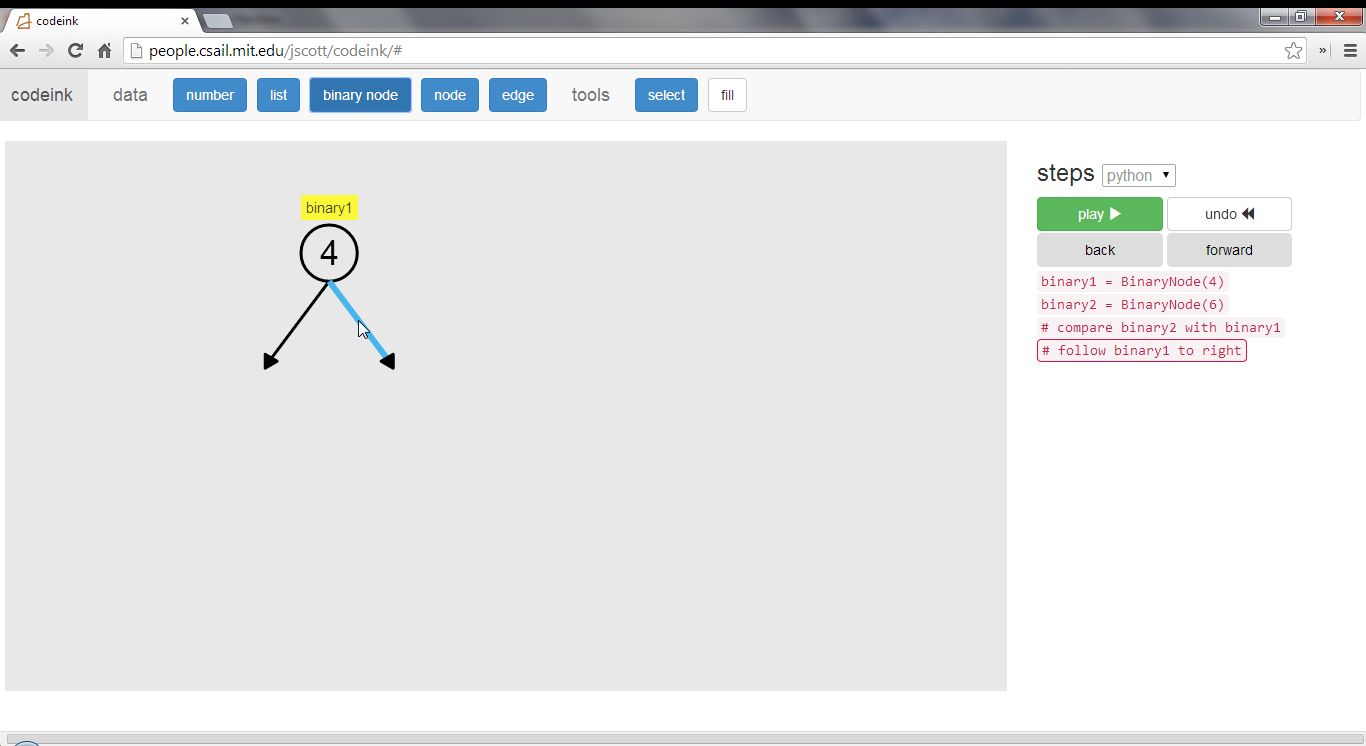 codeink
people.csail.mit.edu/jscott/codeink/#
codeink data number list binary node node edge tools select fill
steps python
play undo
back forward
binary1 = BinaryNode(4)
binary2 = BinaryNode(6)
# compare binary2 with binary1
# follow binary1 to right
binary1
4